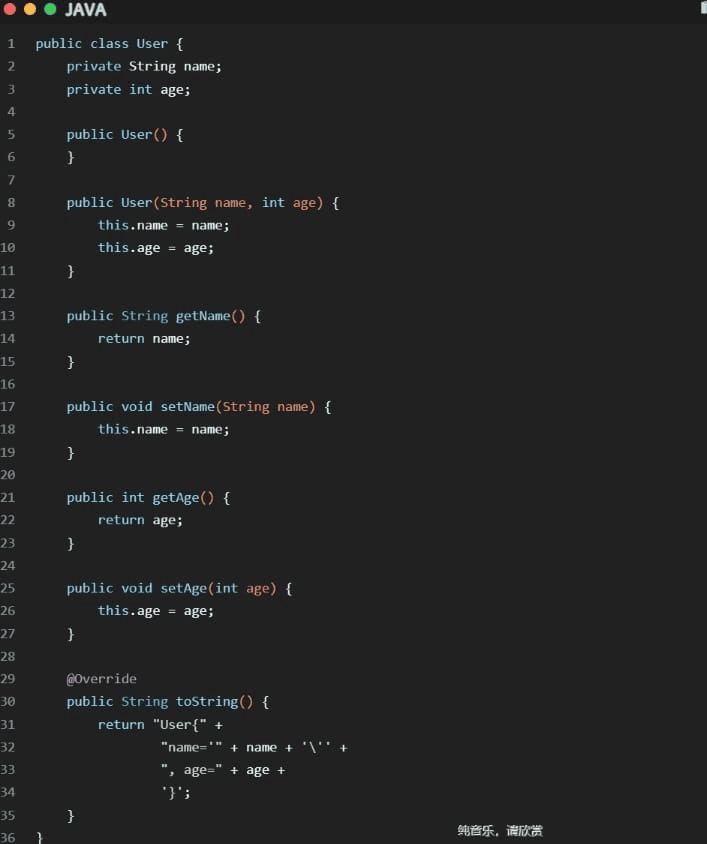 JAVA
1 public class User {
2     private String name;
3     private int age;
4
5     public User() {
6     }
7
8     public User(String name, int age) {
9         this.name = name;
10         this.age = age;
11     }
12
13     public String getName() {
14         return name;
15     }
16
17     public void setName(String name) {
18         this.name = name;
19     }
20
21     public int getAge() {
22         return age;
23     }
24
25     public void setAge(int age) {
26         this.age = age;
27     }
28
29     @Override
30     public String toString() {
31         return "User{" +
32                 "name='" + name + '\'' +
33                 ", age=" + age +
34                 '}';
35     }
36 }
纯音乐，请欣赏